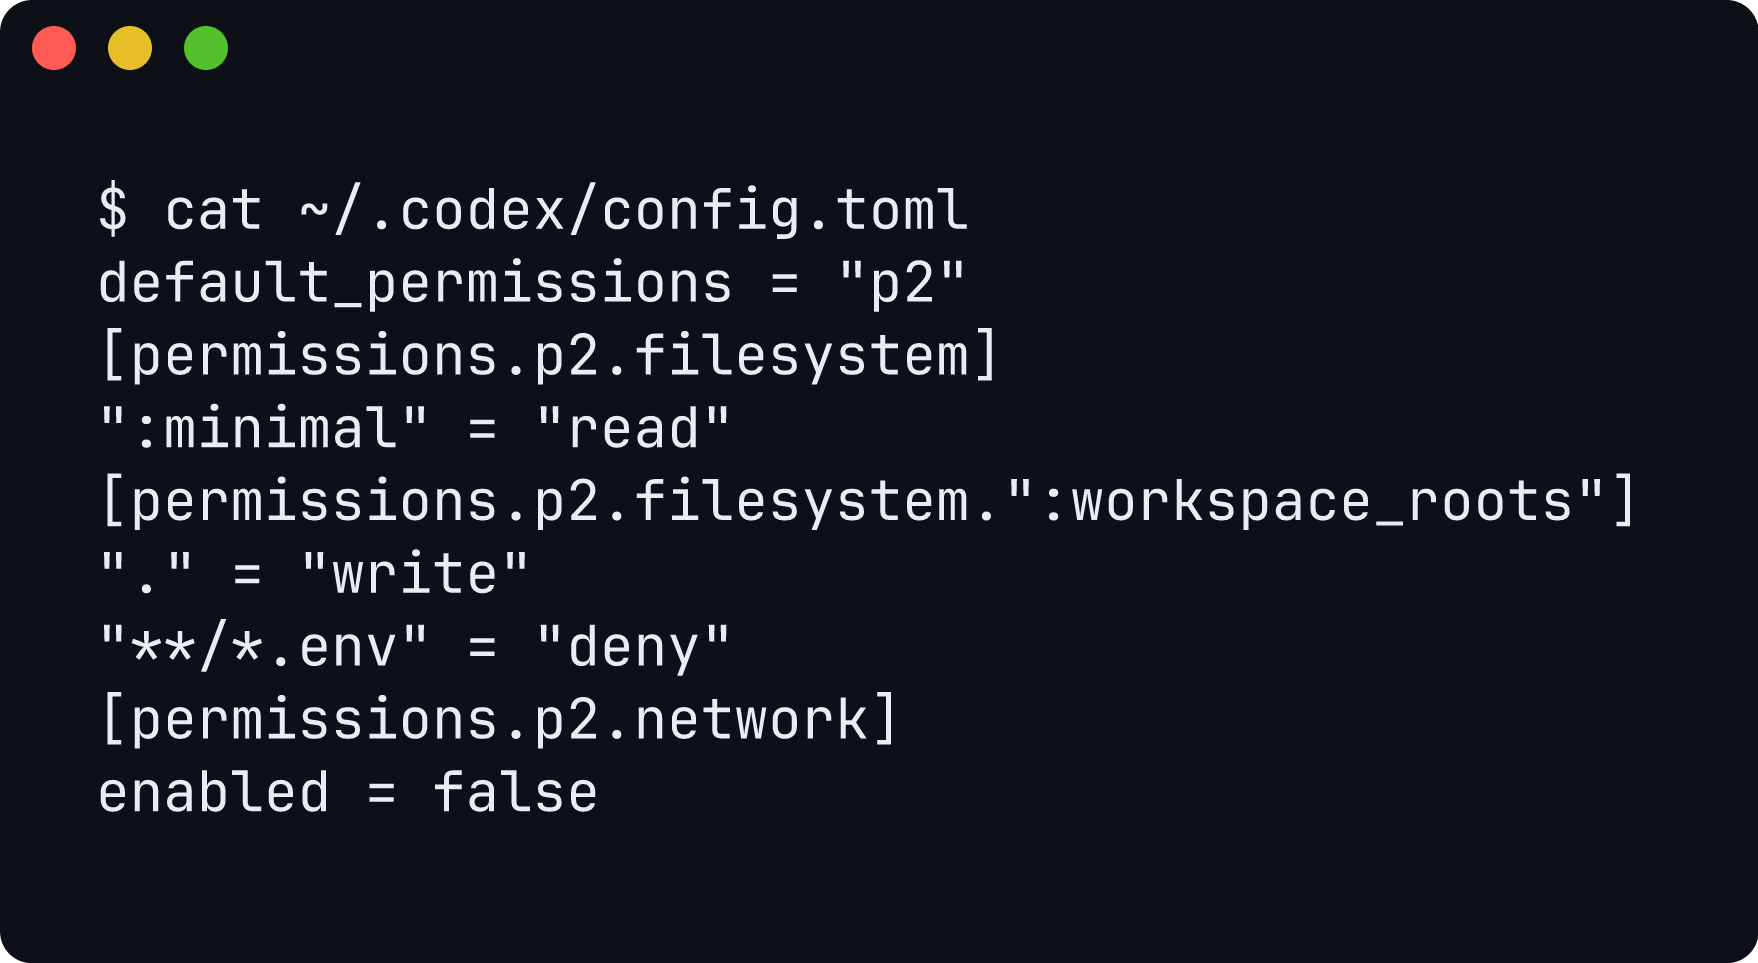 $ cat ~/.codex/config.toml
default_permissions = "p2"
[permissions.p2.filesystem]
":minimal" = "read"
[permissions.p2.filesystem.":workspace_roots"]
"." = "write"
"**/*.env" = "deny"
[permissions.p2.network]
enabled = false